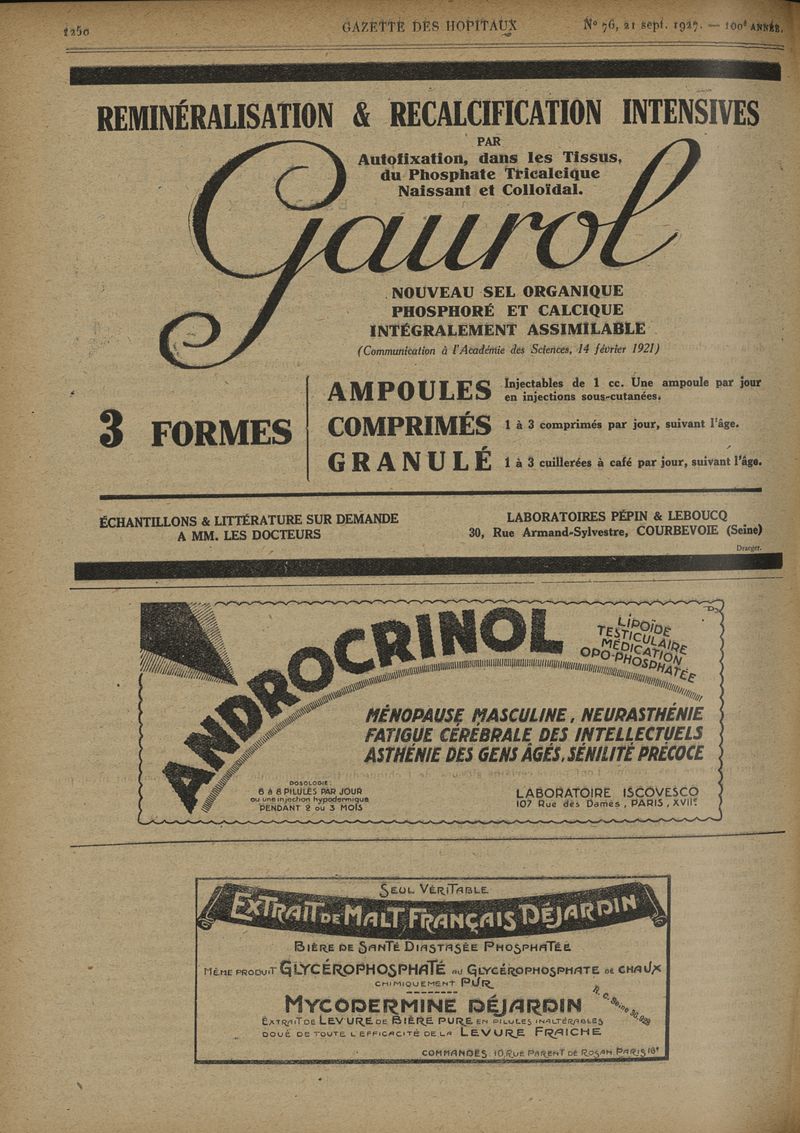 1250 GAZETTE DES HOPITAUX Nº 76, 21 sept. 1927. — 100e ANNÉE.
REMINÉRALISATION & RECALCIFICATION INTENSIVES
PAR
Autofixation, dans les Tissus,
du Phosphate Tricalcique
Naissant et Colloïdal.
Gaurol
NOUVEAU SEL ORGANIQUE
PHOSPHORÉ ET CALCIQUE
INTÉGRALEMENT ASSIMILABLE
(Communication à l'Académie des Sciences, 14 février 1921)
3 FORMES
AMPOULES Injectables de 1 cc. Une ampoule par jour
en injections sous-cutanées.
COMPRIMÉS 1 à 3 comprimés par jour, suivant l'âge.
GRANULÉ 1 à 3 cuillerées à café par jour, suivant l'âge.
ÉCHANTILLONS & LITTÉRATURE SUR DEMANDE
A MM. LES DOCTEURS
LABORATOIRES PÉPIN & LEBOUCQ
30, Rue Armand-Sylvestre, COURBEVOIE (Seine)
Draeger.
ANDROCRINOL
LIPOÏDE
TESTICULAIRE
MÉDICATION
OPO-PHOSPHATÉE
MÉNOPAUSE MASCULINE, NEURASTHÉNIE
FATIGUE CÉRÉBRALE DES INTELLECTUELS
ASTHÉNIE DES GENS ÂGÉS, SÉNILITÉ PRÉCOCE
POSOLOGIE:
6 à 8 PILULES PAR JOUR
ou une injection hypodermique
PENDANT 2 ou 3 MOIS
LABORATOIRE ISCOVESCO
107 Rue des Dames, PARIS, XVIIe
SEUL VÉRITABLE
EXTRAIT DE MALT FRANÇAIS DÉJARDIN
BIÈRE DE SANTÉ DIASTASÉE PHOSPHATÉE
MÊME PRODUIT GLYCÉROPHOSPHATÉ AU GLYCÉROPHOSPHATE DE CHAUX
CHIMIQUEMENT PUR
MYCODERMINE DÉJARDIN
R. C. Seine 30.029
EXTRAIT DE LEVURE DE BIÈRE PURE EN PILULES INALTÉRABLES
DOUÉ DE TOUTE L'EFFICACITÉ DE LA LEVURE FRAICHE
COMMANDES: 10, RUE PARENT DE ROSAN, PARIS 16e